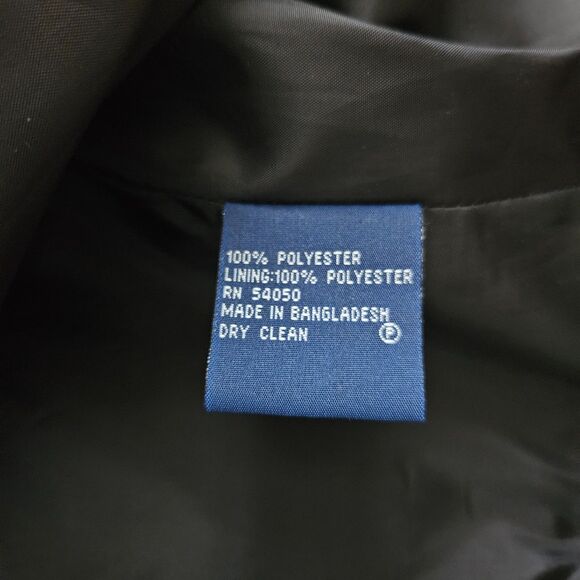 100% POLYESTER
LINING:100% POLYESTER
RN 54050
MADE IN BANGLADESH
DRY CLEAN Ⓟ